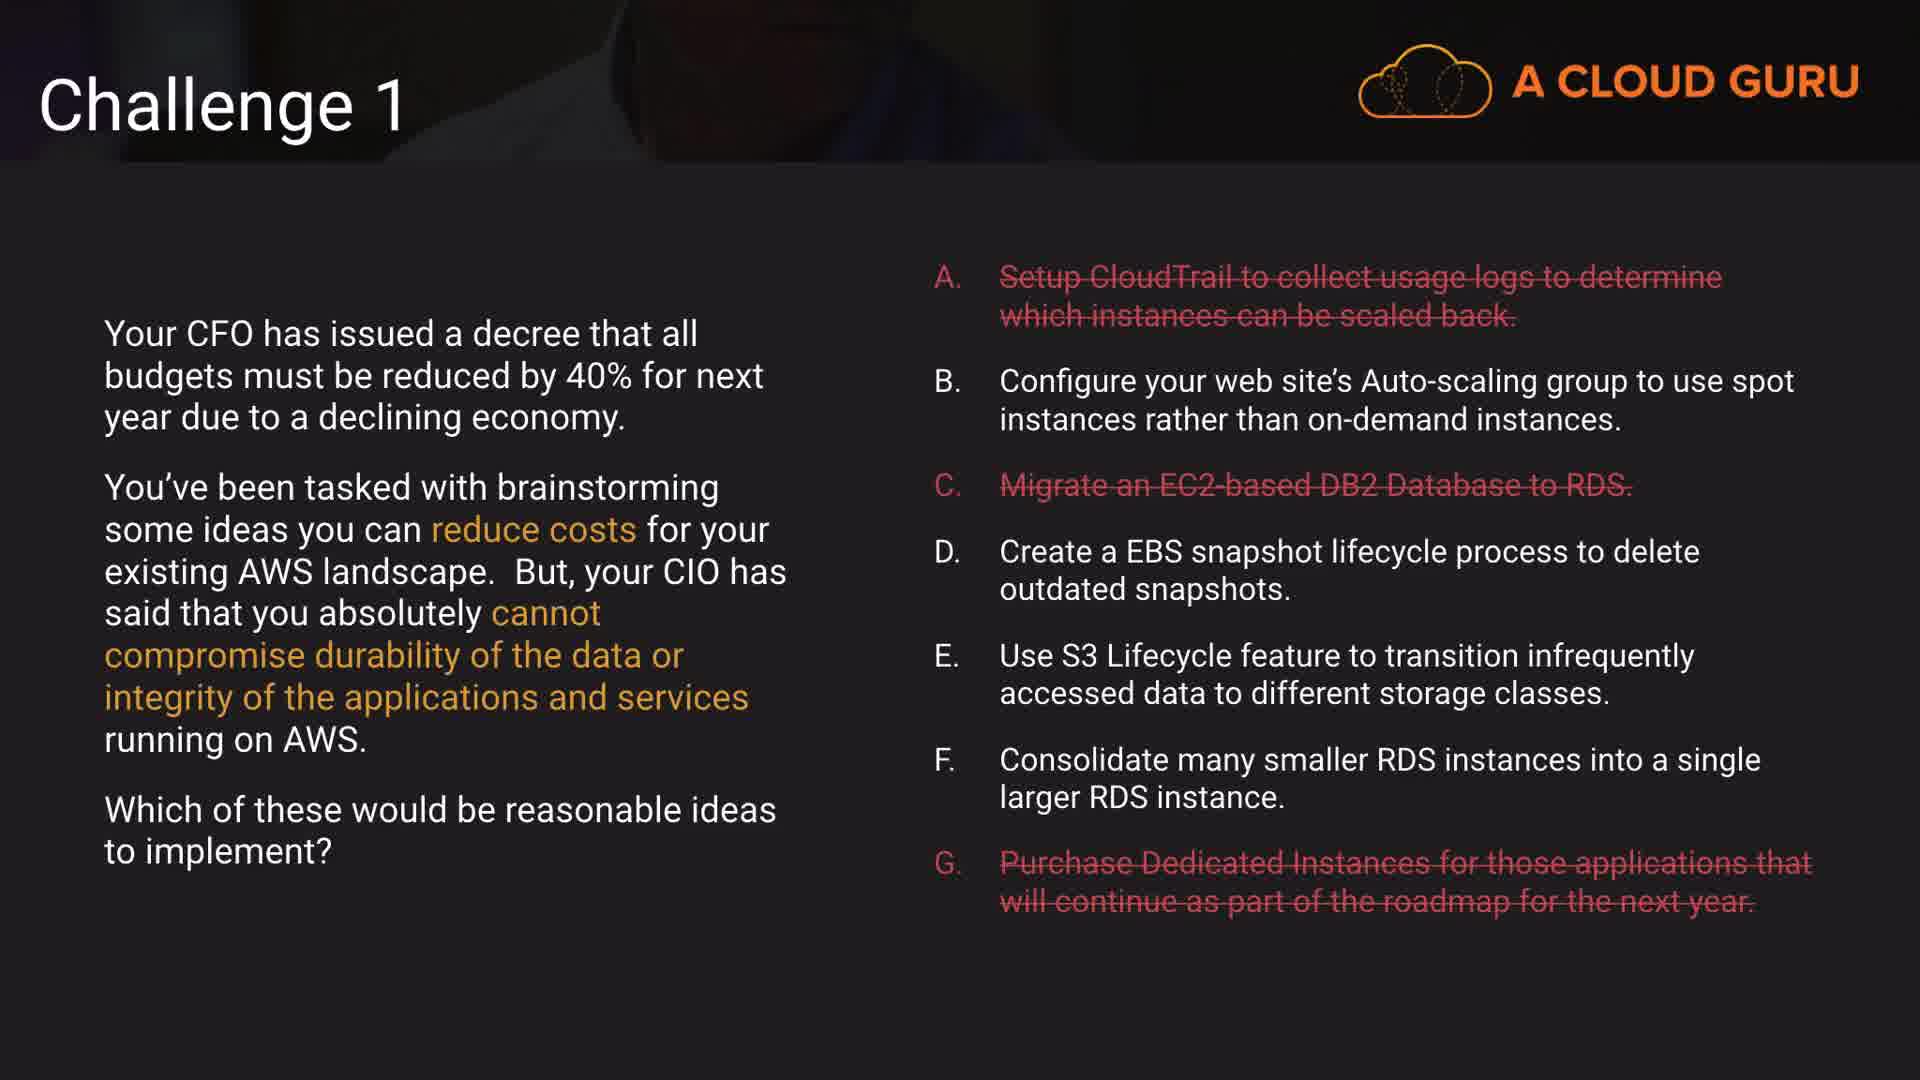 Challenge 1
A CLOUD GURU
Your CFO has issued a decree that all
budgets must be reduced by 40% for next
year due to a declining economy.
You've been tasked with brainstorming
some ideas you can reduce costs for your
existing AWS landscape.  But, your CIO has
said that you absolutely cannot
compromise durability of the data or
integrity of the applications and services
running on AWS.
Which of these would be reasonable ideas
to implement?
A. Setup CloudTrail to collect usage logs to determine
which instances can be scaled back.
B. Configure your web site's Auto-scaling group to use spot
instances rather than on-demand instances.
C. Migrate an EC2-based DB2 Database to RDS.
D. Create a EBS snapshot lifecycle process to delete
outdated snapshots.
E. Use S3 Lifecycle feature to transition infrequently
accessed data to different storage classes.
F. Consolidate many smaller RDS instances into a single
larger RDS instance.
G. Purchase Dedicated Instances for those applications that
will continue as part of the roadmap for the next year.